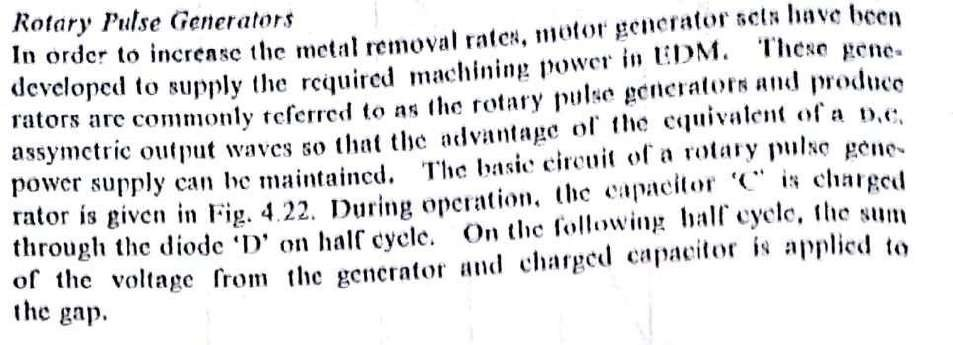 Rotary Pulse Generators
In order to increase the metal removal rates, motor generator sets have been
developed to supply the required machining power in EDM. These gene-
rators are commonly referred to as the rotary pulse generators and produce
assymetric output waves so that the advantage of the equivalent of a D.C.
power supply can be maintained. The basic circuit of a rotary pulse gene-
rator is given in Fig. 4.22. During operation, the capacitor 'C' is charged
through the diode 'D' on half cycle. On the following half cycle, the sum
of the voltage from the generator and charged capacitor is applied to
the gap.